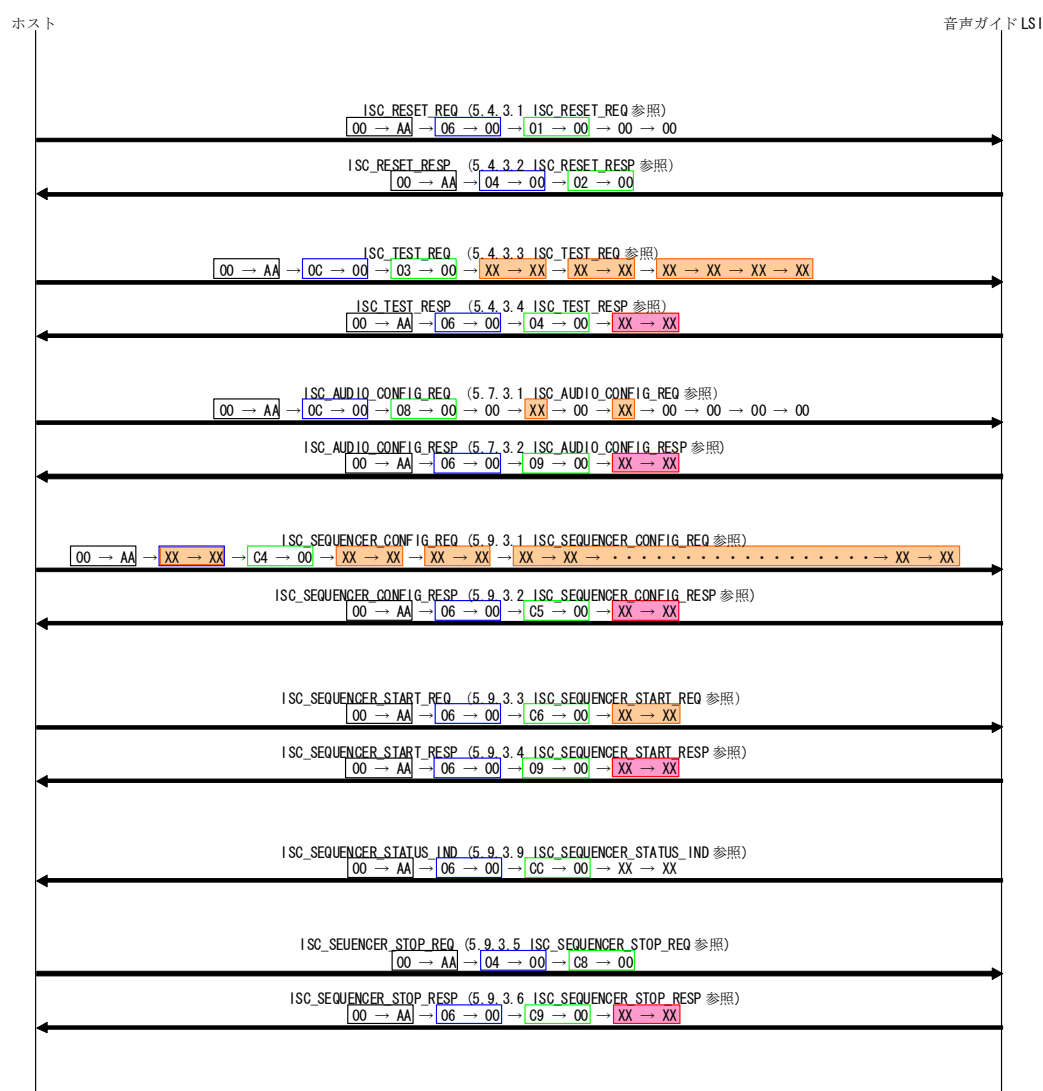 ホスト 音声ガイド LSI
ISC_RESET_REQ (5.4.3.1 ISC_RESET_REQ 参照)
00 → AA → 06 → 00 → 01 → 00 → 00 → 00
ISC_RESET_RESP (5.4.3.2 ISC_RESET_RESP 参照)
00 → AA → 04 → 00 → 02 → 00
ISC_TEST_REQ (5.4.3.3 ISC_TEST_REQ 参照)
00 → AA → 0C → 00 → 03 → 00 → XX → XX → XX → XX → XX → XX → XX → XX
ISC_TEST_RESP (5.4.3.4 ISC_TEST_RESP 参照)
00 → AA → 06 → 00 → 04 → 00 → XX → XX
ISC_AUDIO_CONFIG_REQ (5.7.3.1 ISC_AUDIO_CONFIG_REQ 参照)
00 → AA → 0C → 00 → 08 → 00 → 00 → XX → 00 → XX → 00 → 00 → 00 → 00
ISC_AUDIO_CONFIG_RESP (5.7.3.2 ISC_AUDIO_CONFIG_RESP 参照)
00 → AA → 06 → 00 → 09 → 00 → XX → XX
ISC_SEQUENCER_CONFIG_REQ (5.9.3.1 ISC_SEQUENCER_CONFIG_REQ 参照)
00 → AA → XX → XX → C4 → 00 → XX → XX → XX → XX → XX → XX → ・・・・・・・・・・・・・・・・・・ → XX → XX
ISC_SEQUENCER_CONFIG_RESP (5.9.3.2 ISC_SEQUENCER_CONFIG_RESP 参照)
00 → AA → 06 → 00 → C5 → 00 → XX → XX
ISC_SEQUENCER_START_REQ (5.9.3.3 ISC_SEQUENCER_START_REQ 参照)
00 → AA → 06 → 00 → C6 → 00 → XX → XX
ISC_SEQUENCER_START_RESP (5.9.3.4 ISC_SEQUENCER_START_RESP 参照)
00 → AA → 06 → 00 → 09 → 00 → XX → XX
ISC_SEQUENCER_STATUS_IND (5.9.3.9 ISC_SEQUENCER_STATUS_IND 参照)
00 → AA → 06 → 00 → CC → 00 → XX → XX
ISC_SEUENCER_STOP_REQ (5.9.3.5 ISC_SEQUENCER_STOP_REQ 参照)
00 → AA → 04 → 00 → C8 → 00
ISC_SEQUENCER_STOP_RESP (5.9.3.6 ISC_SEQUENCER_STOP_RESP 参照)
00 → AA → 06 → 00 → C9 → 00 → XX → XX